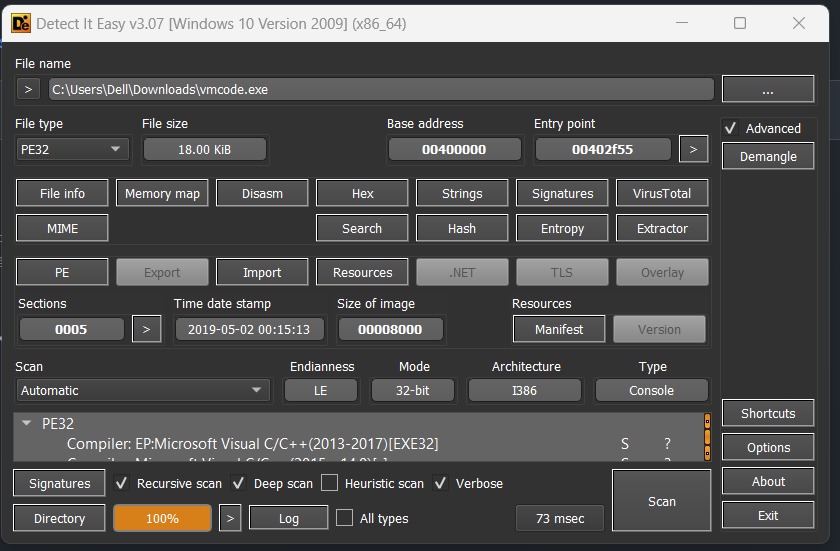 Detect It Easy v3.07 [Windows 10 Version 2009] (x86_64)
File name
> C:\Users\Dell\Downloads\vmcode.exe ...
File type File size Base address Entry point Advanced
PE32 18.00 KiB 00400000 00402f55 > Demangle
File info Memory map Disasm Hex Strings Signatures VirusTotal
MIME Search Hash Entropy Extractor
PE Export Import Resources .NET TLS Overlay
Sections Time date stamp Size of image Resources
0005 > 2019-05-02 00:15:13 00008000 Manifest Version
Scan Endianness Mode Architecture Type
Automatic LE 32-bit I386 Console
PE32 Shortcuts
Compiler: EP:Microsoft Visual C/C++(2013-2017)[EXE32] S ? Options
Signatures Recursive scan Deep scan Heuristic scan Verbose Scan About
Directory 100% > Log All types 73 msec Exit